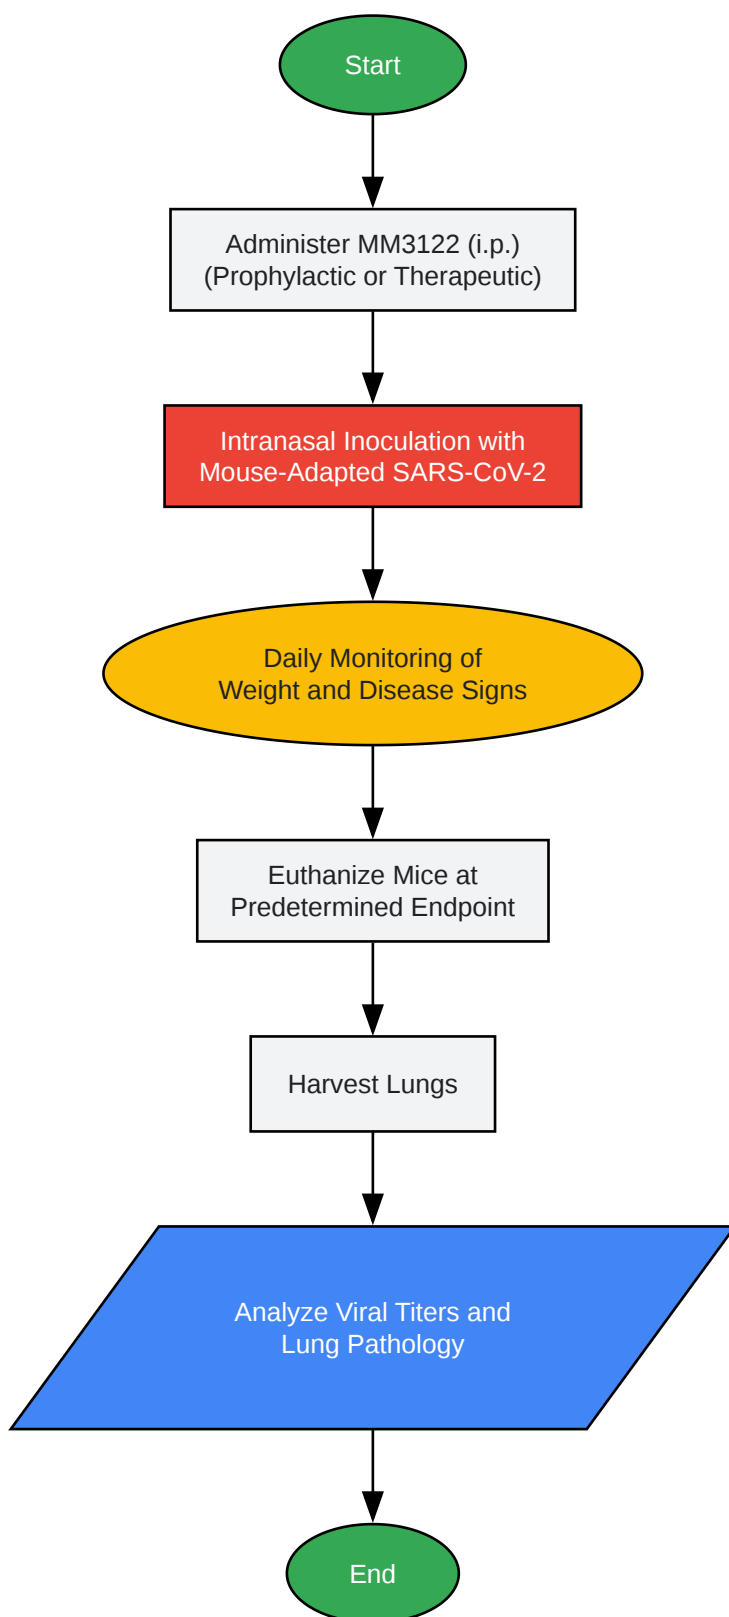 Start
Administer MM3122 (i.p.)
(Prophylactic or Therapeutic)
Intranasal Inoculation with
Mouse-Adapted SARS-CoV-2
Daily Monitoring of
Weight and Disease Signs
Euthanize Mice at
Predetermined Endpoint
Harvest Lungs
Analyze Viral Titers and
Lung Pathology
End